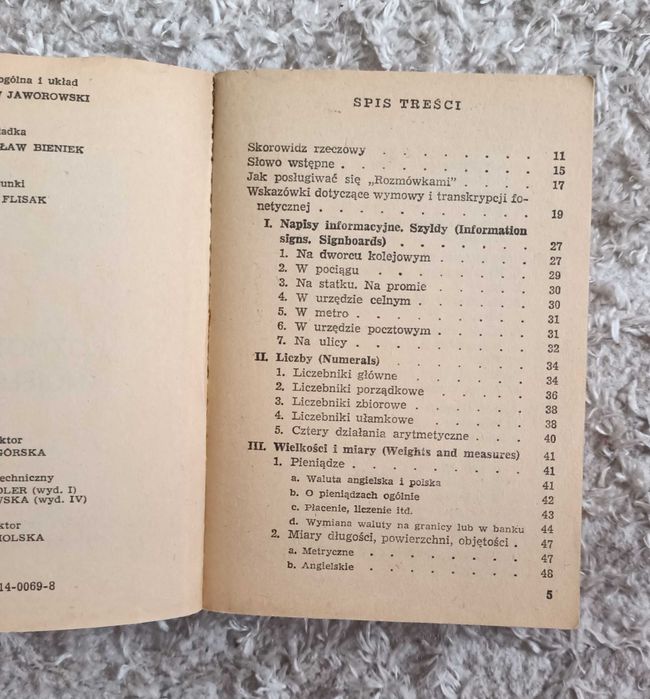 ogólna i układ
JAWOROWSKI
ŁAW BIENIEK
unki
FLISAK
GÓRSKA
echniczny
DLER (wyd. I)
WSKA (wyd. IV)
14-0069-8
SPIS TREŚCI
Skorowidz rzeczowy . . . . . . . 11
Słowo wstępne . . . . . . . . 15
Jak posługiwać się „Rozmówkami” . . . . 17
Wskazówki dotyczące wymowy i transkrypcji fo-
netycznej . . . . . . . . . 19
I. Napisy informacyjne. Szyldy (Information
signs. Signboards) . . . . . . . 27
1. Na dworcu kolejowym . . . . . 27
2. W pociągu . . . . . . . 29
3. Na statku. Na promie . . . . . 30
4. W urzędzie celnym . . . . . . 30
5. W metro . . . . . . . . 31
6. W urzędzie pocztowym . . . . . 31
7. Na ulicy . . . . . . . . 32
II. Liczby (Numerals) . . . . . . . 34
1. Liczebniki główne . . . . . . 34
2. Liczebniki porządkowe . . . . . 36
3. Liczebniki zbiorowe . . . . . . 38
4. Liczebniki ułamkowe . . . . . 38
5. Cztery działania arytmetyczne . . . 40
III. Wielkości i miary (Weights and measures) 41
1. Pieniądze . . . . . . . . 41
a. Waluta angielska i polska . . . . 41
b. O pieniądzach ogólnie . . . . . 42
c. Płacenie, liczenie itd. . . . . . 43
d. Wymiana waluty na granicy lub w banku 44
2. Miary długości, powierzchni, objętości . 47
a. Metryczne . . . . . . . 47
b. Angielskie . . . . . . . 48
5